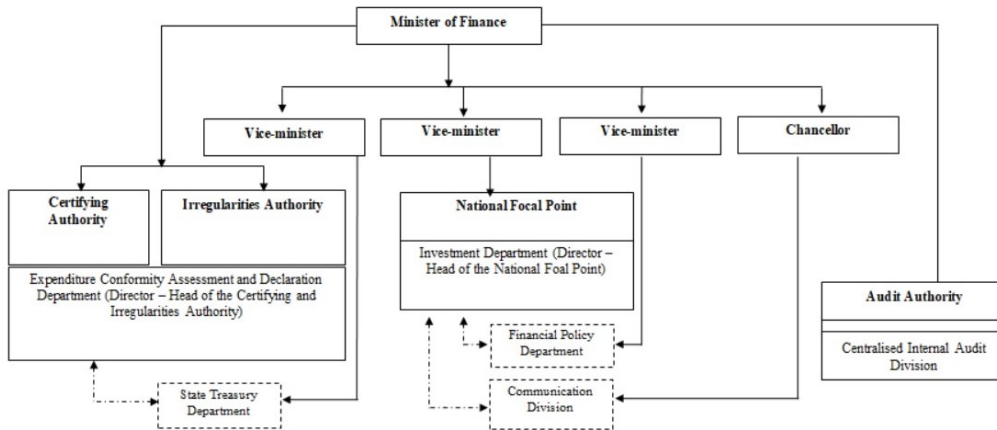 Minister of Finance
Vice-minister
Vice-minister
Vice-minister
Chancellor
Certifying
Authority
Irregularities Authority
National Focal Point
Expenditure Conformity Assessment and Declaration
Department (Director – Head of the Certifying and
Irregularities Authority)
Investment Department (Director –
Head of the National Foal Point)
Audit Authority
Centralised Internal Audit
Division
Financial Policy
Department
State Treasury
Department
Communication
Division